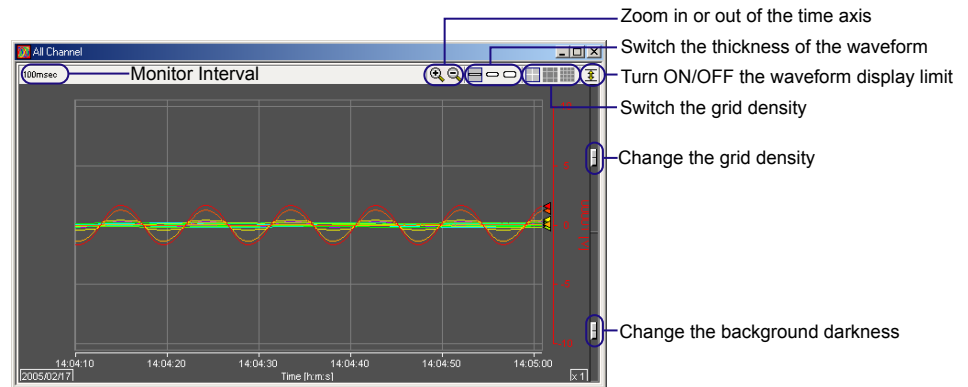 Zoom in or out of the time axis
All Channel
Switch the thickness of the waveform
100msec
Monitor Interval
Turn ON/OFF the waveform display limit
Switch the grid density
Change the grid density
Change the background darkness
14:04:10 14:04:20 14:04:30 14:04:40 14:04:50 14:05:00
2005/02/17 Time [h:m:s] x 1